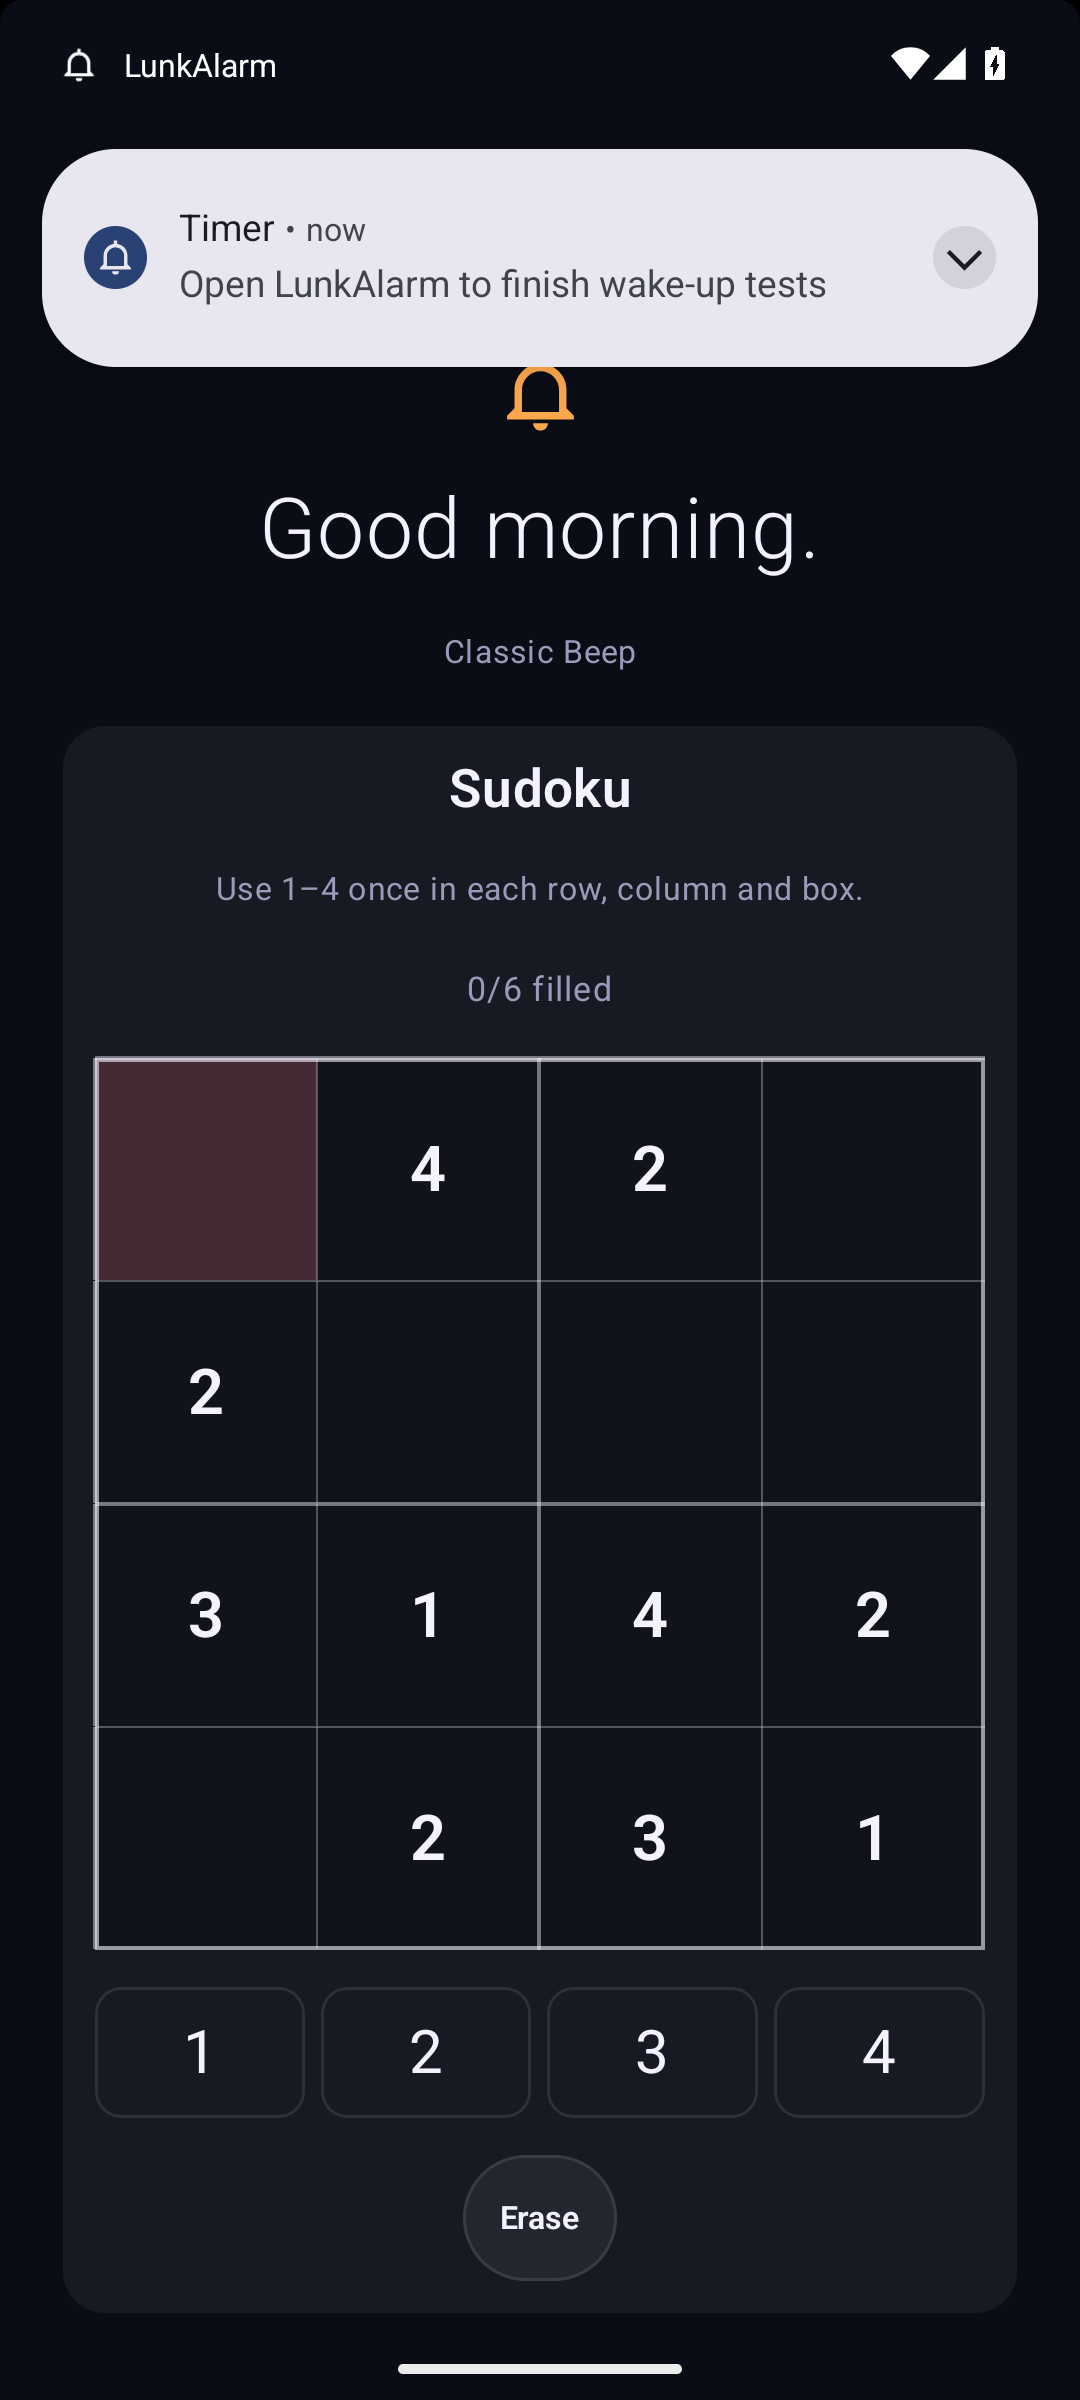 LunkAlarm
Timer • now
Open LunkAlarm to finish wake-up tests
Good morning.
Classic Beep
Sudoku
Use 1–4 once in each row, column and box.
0/6 filled
4 2
2
3 1 4 2
2 3 1
1 2 3 4
Erase